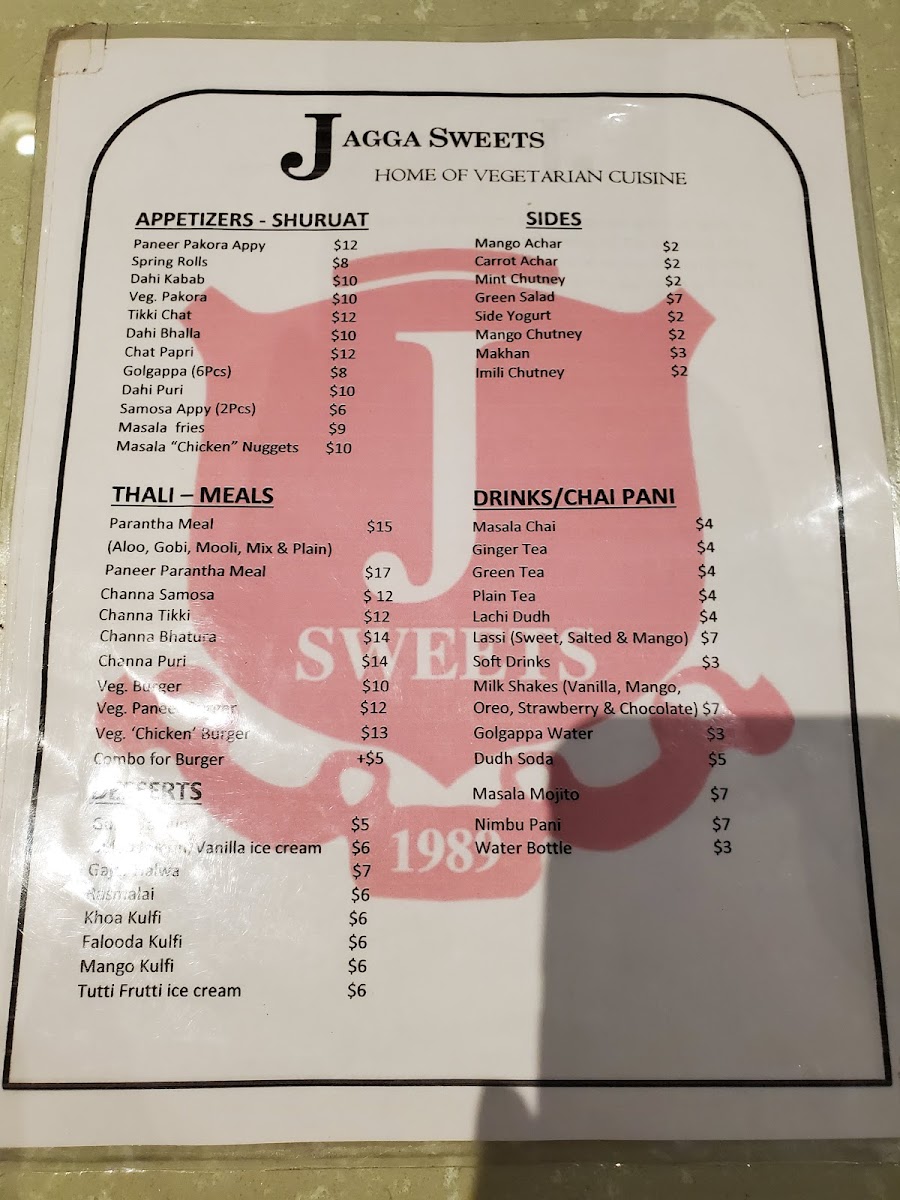 JAGGA SWEETS
HOME OF VEGETARIAN CUISINE
APPETIZERS - SHURUAT
Paneer Pakora Appy $12
Spring Rolls $8
Dahi Kabab $10
Veg. Pakora $10
Tikki Chat $12
Dahi Bhalla $10
Chat Papri $12
Golgappa (6Pcs) $8
Dahi Puri $10
Samosa Appy (2Pcs) $6
Masala fries $9
Masala “Chicken” Nuggets $10
SIDES
Mango Achar $2
Carrot Achar $2
Mint Chutney $2
Green Salad $7
Side Yogurt $2
Mango Chutney $2
Makhan $3
Imili Chutney $2
THALI – MEALS
Parantha Meal $15
(Aloo, Gobi, Mooli, Mix & Plain)
Paneer Parantha Meal $17
Channa Samosa $ 12
Channa Tikki $12
Channa Bhatura $14
Channa Puri $14
Veg. Burger $10
Veg. Paneer Burger $12
Veg. ‘Chicken’ Burger $13
Combo for Burger +$5
DESSERTS
$5
/Vanilla ice cream $6
Halwa $7
Rusmalai $6
Khoa Kulfi $6
Falooda Kulfi $6
Mango Kulfi $6
Tutti Frutti ice cream $6
DRINKS/CHAI PANI
Masala Chai $4
Ginger Tea $4
Green Tea $4
Plain Tea $4
Lachi Dudh $4
Lassi (Sweet, Salted & Mango) $7
Soft Drinks $3
Milk Shakes (Vanilla, Mango,
Oreo, Strawberry & Chocolate) $7
Golgappa Water $3
Dudh Soda $5
Masala Mojito $7
Nimbu Pani $7
Water Bottle $3
J
SWEETS
1989